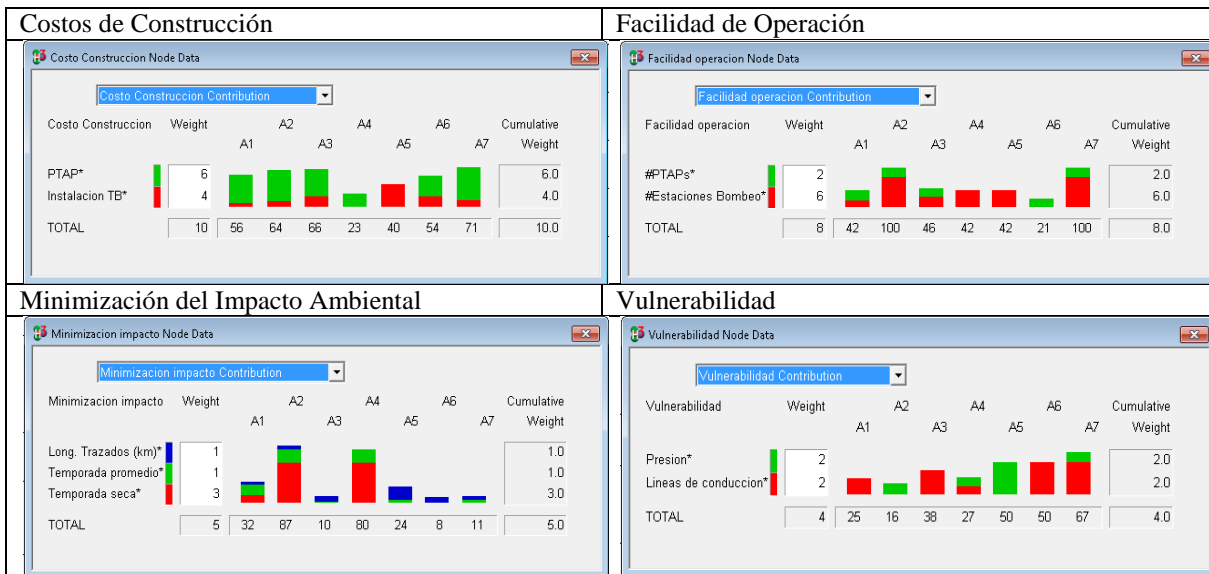 Costos de Construcción
Facilidad de Operación
Costo Construccion Node Data
Costo Construccion Contribution
Costo Construccion Weight A2 A4 A6 Cumulative
A1 A3 A5 A7 Weight
PTAP* 6 6.0
Instalacion TB* 4 4.0
TOTAL 10 56 64 66 23 40 54 71 10.0
Facilidad operacion Node Data
Facilidad operacion Contribution
Facilidad operacion Weight A2 A4 A6 Cumulative
A1 A3 A5 A7 Weight
#PTAPs* 2 2.0
#Estaciones Bombeo* 6 6.0
TOTAL 8 42 100 46 42 42 21 100 8.0
Minimización del Impacto Ambiental
Vulnerabilidad
Minimizacion impacto Node Data
Minimizacion impacto Contribution
Minimizacion impacto Weight A2 A4 A6 Cumulative
A1 A3 A5 A7 Weight
Long. Trazados (km)* 1 1.0
Temporada promedio* 1 1.0
Temporada seca* 3 3.0
TOTAL 5 32 87 10 80 24 8 11 5.0
Vulnerabilidad Node Data
Vulnerabilidad Contribution
Vulnerabilidad Weight A2 A4 A6 Cumulative
A1 A3 A5 A7 Weight
Presion* 2 2.0
Lineas de conduccion* 2 2.0
TOTAL 4 25 16 38 27 50 50 67 4.0